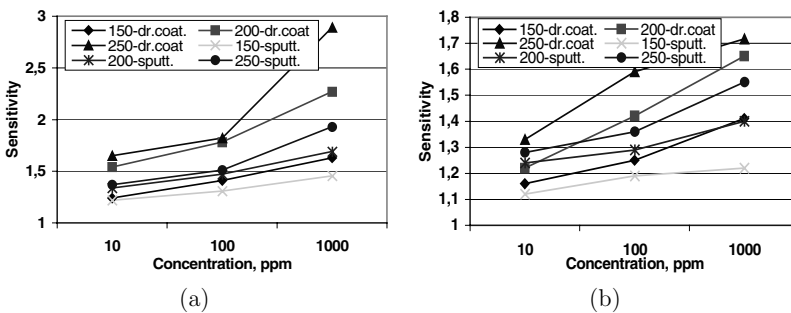 3
2,5
2
1,5
1
Sensitivity
150-dr.coat. 200-dr.coat
250-dr.coat 150-sputt.
200-sputt. 250-sputt.
10 100 1000
Concentration, ppm
(a)
1,8
1,7
1,6
1,5
1,4
1,3
1,2
1,1
1
Sensitivity
150-dr.coat. 200-dr.coat
250-dr.coat 150-sputt.
200-sputt. 250-sputt.
10 100 1000
Concentration, ppm
(b)